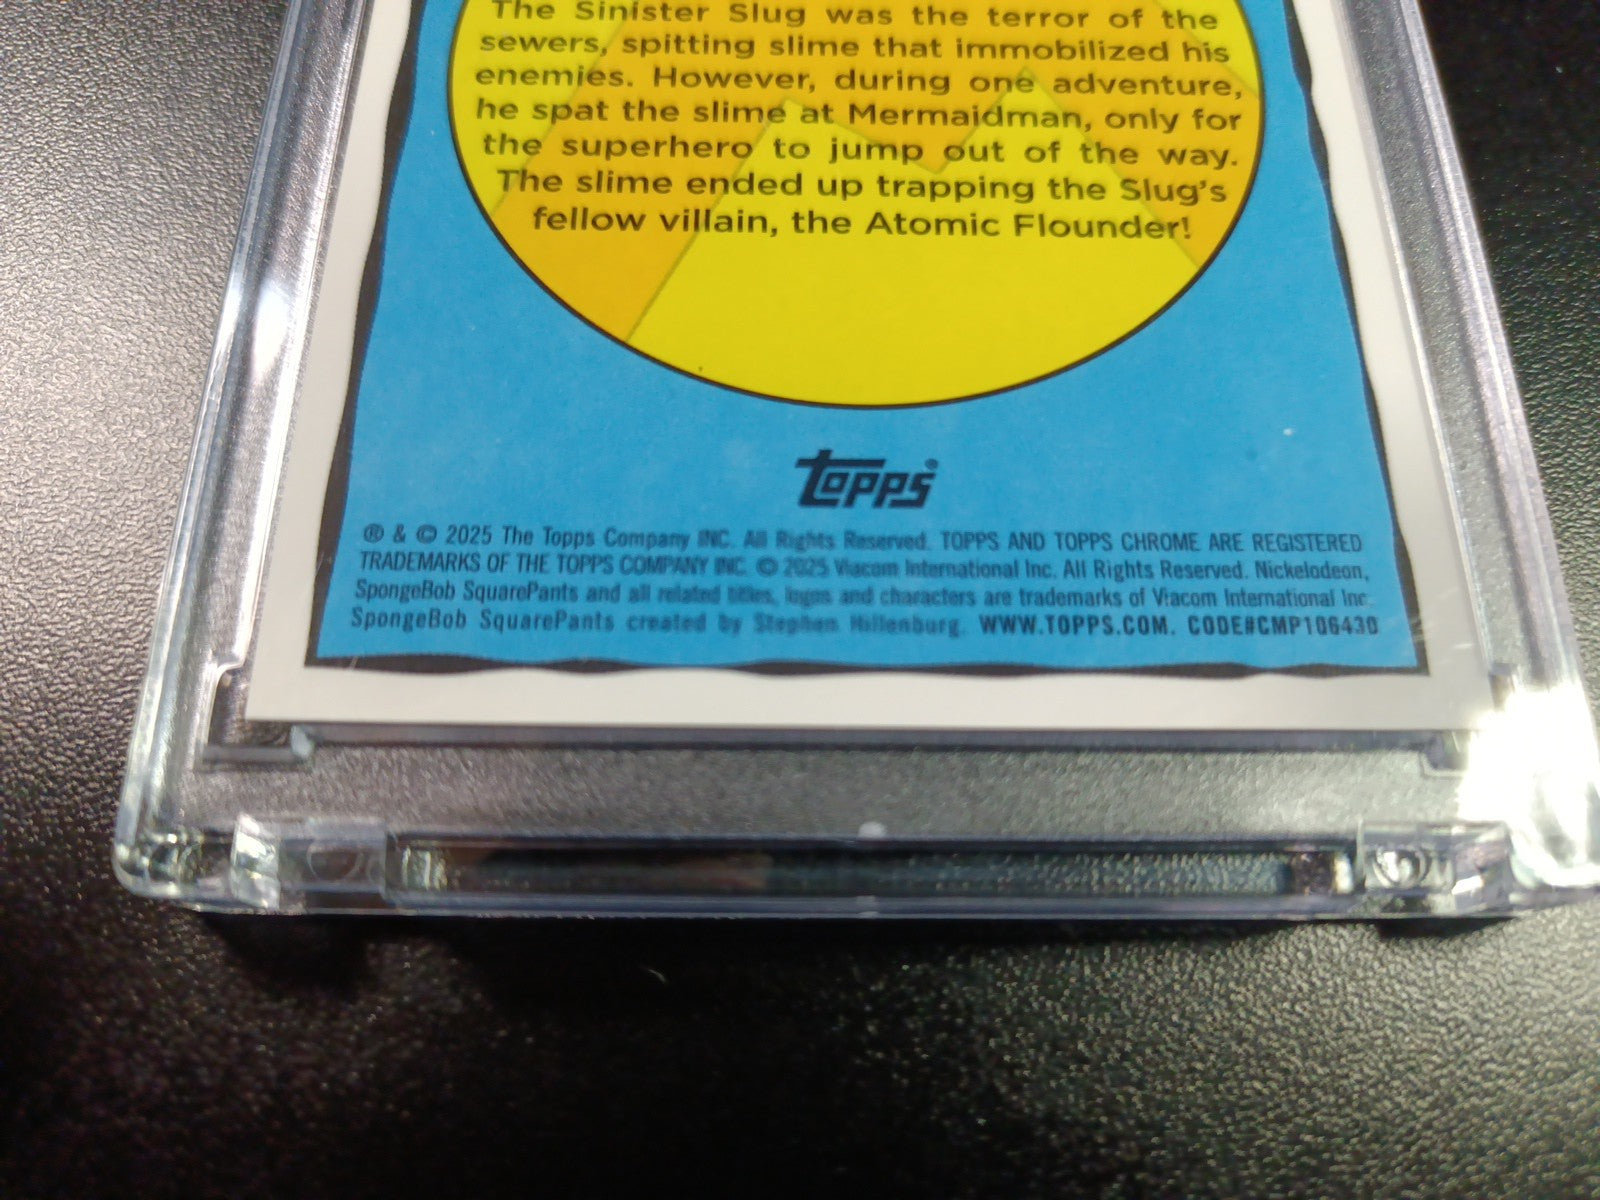 The Sinister Slug was the terror of the
sewers, spitting slime that immobilized his
enemies. However, during one adventure,
he spat the slime at Mermaidman, only for
the superhero to jump out of the way.
The slime ended up trapping the Slug's
fellow villain, the Atomic Flounder!
Topps
® & © 2025 The Topps Company INC. All Rights Reserved. TOPPS AND TOPPS CHROME ARE REGISTERED
TRADEMARKS OF THE TOPPS COMPANY INC. © 2025 Viacom International Inc. All Rights Reserved. Nickelodeon,
SpongeBob SquarePants and all related titles, logos and characters are trademarks of Viacom International Inc.
SpongeBob SquarePants created by Stephen Hillenburg. WWW.TOPPS.COM. CODE#CMP106430